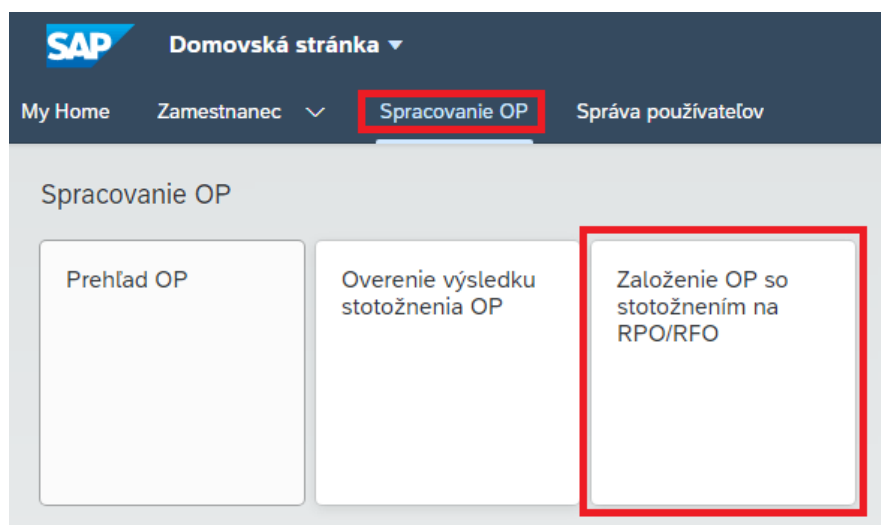 SAP Domovská stránka
My Home Zamestnanec Spracovanie OP Správa používateľov
Spracovanie OP
Prehľad OP
Overenie výsledku
stotožnenia OP
Založenie OP so
stotožnením na
RPO/RFO